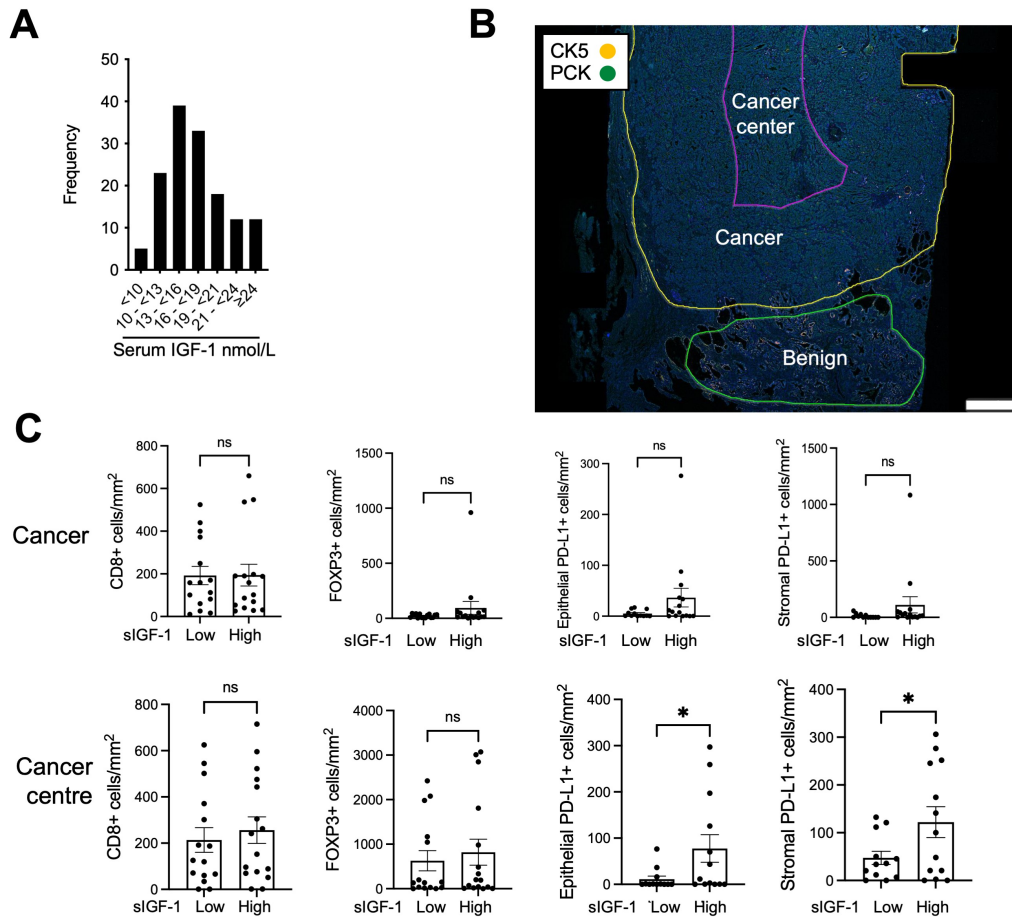 A
50
40
30
20
10
0
Frequency
<10
10 - <13
13 - <16
16 - <19
19 - <21
21 - <24
≥24
Serum IGF-1 nmol/L
B
CK5
PCK
Cancer center
Cancer
Benign
C
Cancer
800
600
400
200
0
CD8+ cells/mm2
ns
sIGF-1 Low High
1500
1000
500
0
FOXP3+ cells/mm2
ns
sIGF-1 Low High
300
200
100
0
Epithelial PD-L1+ cells/mm2
ns
sIGF-1 Low High
1500
1000
500
0
Stromal PD-L1+ cells/mm2
ns
sIGF-1 Low High
Cancer
centre
800
600
400
200
0
CD8+ cells/mm2
ns
sIGF-1 Low High
4000
3000
2000
1000
0
FOXP3+ cells/mm2
ns
sIGF-1 Low High
400
300
200
100
0
Epithelial PD-L1+ cells/mm2
*
sIGF-1 Low High
400
300
200
100
0
Stromal PD-L1+ cells/mm2
*
sIGF-1 Low High